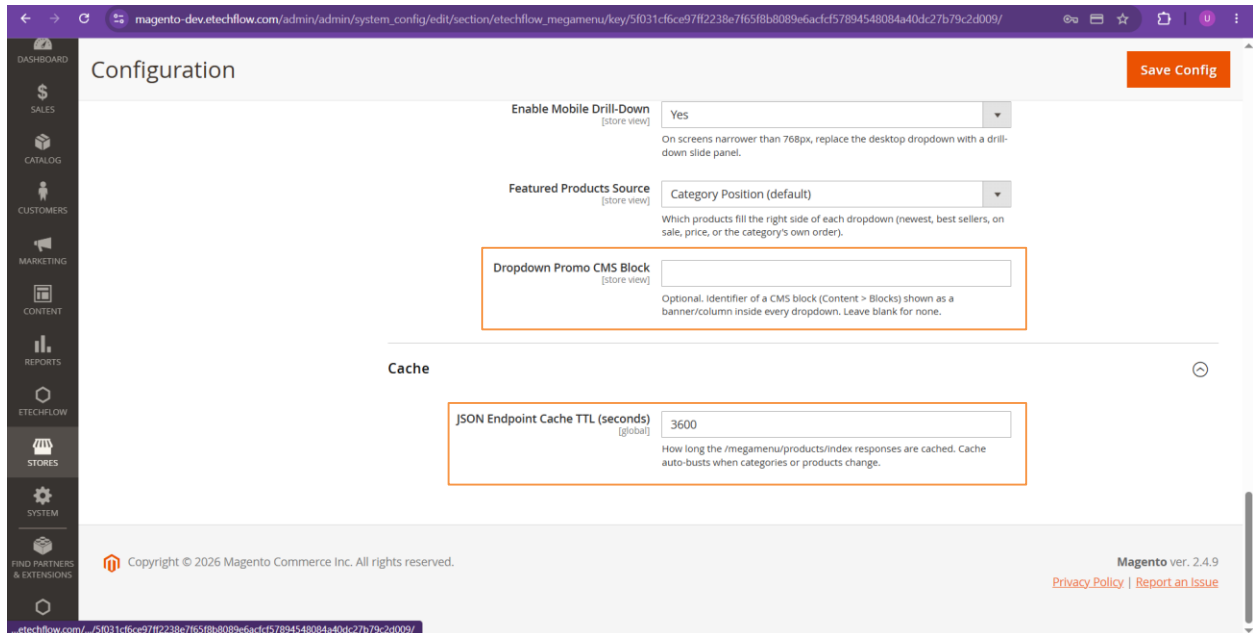 magento-dev.etechflow.com/admin/admin/system_config/edit/section/etechflow_megamenu/key/5f031cf6ce97ff2238e7f65f8b8089e6acfcf57894548084a40dc27b79c2d009/
U
DASHBOARD
SALES
CATALOG
CUSTOMERS
MARKETING
CONTENT
REPORTS
ETECHFLOW
STORES
SYSTEM
FIND PARTNERS
& EXTENSIONS
Configuration
Save Config
Enable Mobile Drill-Down
[store view]
Yes
On screens narrower than 768px, replace the desktop dropdown with a drill-
down slide panel.
Featured Products Source
[store view]
Category Position (default)
Which products fill the right side of each dropdown (newest, best sellers, on
sale, price, or the category's own order).
Dropdown Promo CMS Block
[store view]
Optional. Identifier of a CMS block (Content > Blocks) shown as a
banner/column inside every dropdown. Leave blank for none.
Cache
JSON Endpoint Cache TTL (seconds)
[global]
3600
How long the /megamenu/products/index responses are cached. Cache
auto-busts when categories or products change.
Copyright © 2026 Magento Commerce Inc. All rights reserved.
Magento ver. 2.4.9
Privacy Policy | Report an Issue
...etechflow.com/.../5f031cf6ce97ff2238e7f65f8b8089e6acfcf57894548084a40dc27b79c2d009/